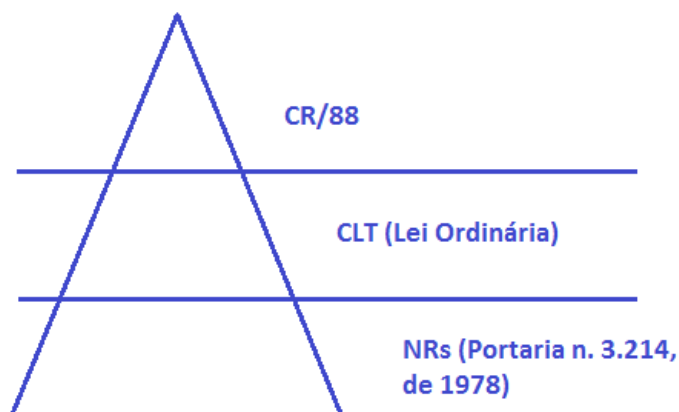 CR/88
CLT (Lei Ordinária)
NRs (Portaria n. 3.214,
de 1978)